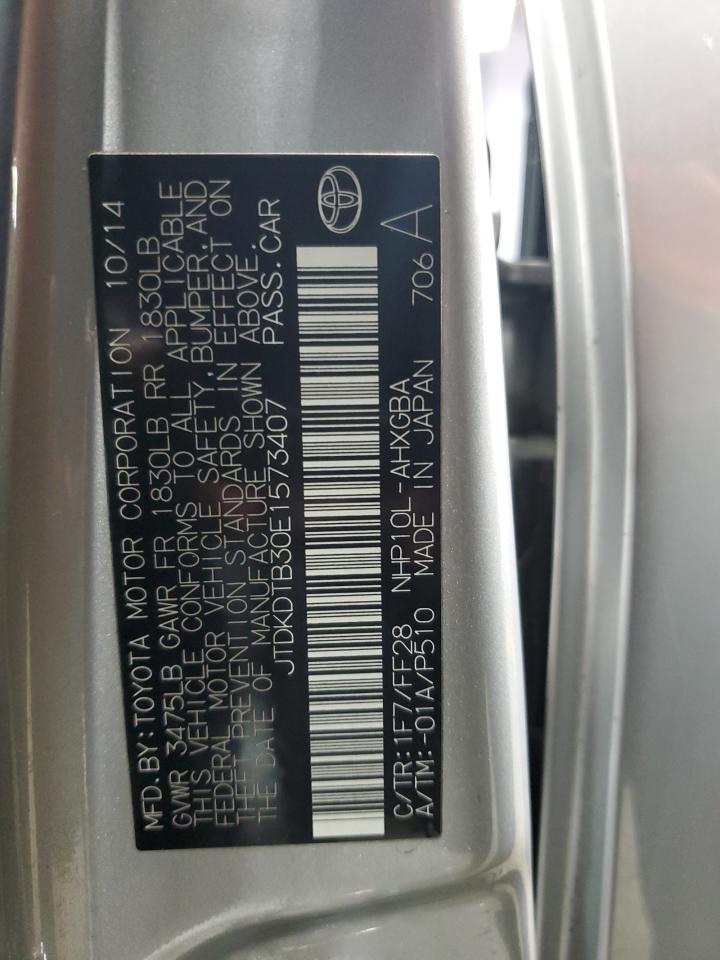 MFD.BY:TOYOTA MOTOR CORPORATION 10/14
GVWR 3475LB GAWR FR 1830LB RR 1830LB
THIS VEHICLE CONFORMS TO ALL APPLICABLE
FEDERAL MOTOR VEHICLE SAFETY,BUMPER,AND
THEFT PREVENTION STANDARDS IN EFFECT ON
THE DATE OF MANUFACTURE SHOWN ABOVE.
JTDKDTB30E1573407 PASS.CAR
C/TR:1F7/FF28 NHP10L-AHXGBA 706A
A/TM:-01A/P510 MADE IN JAPAN